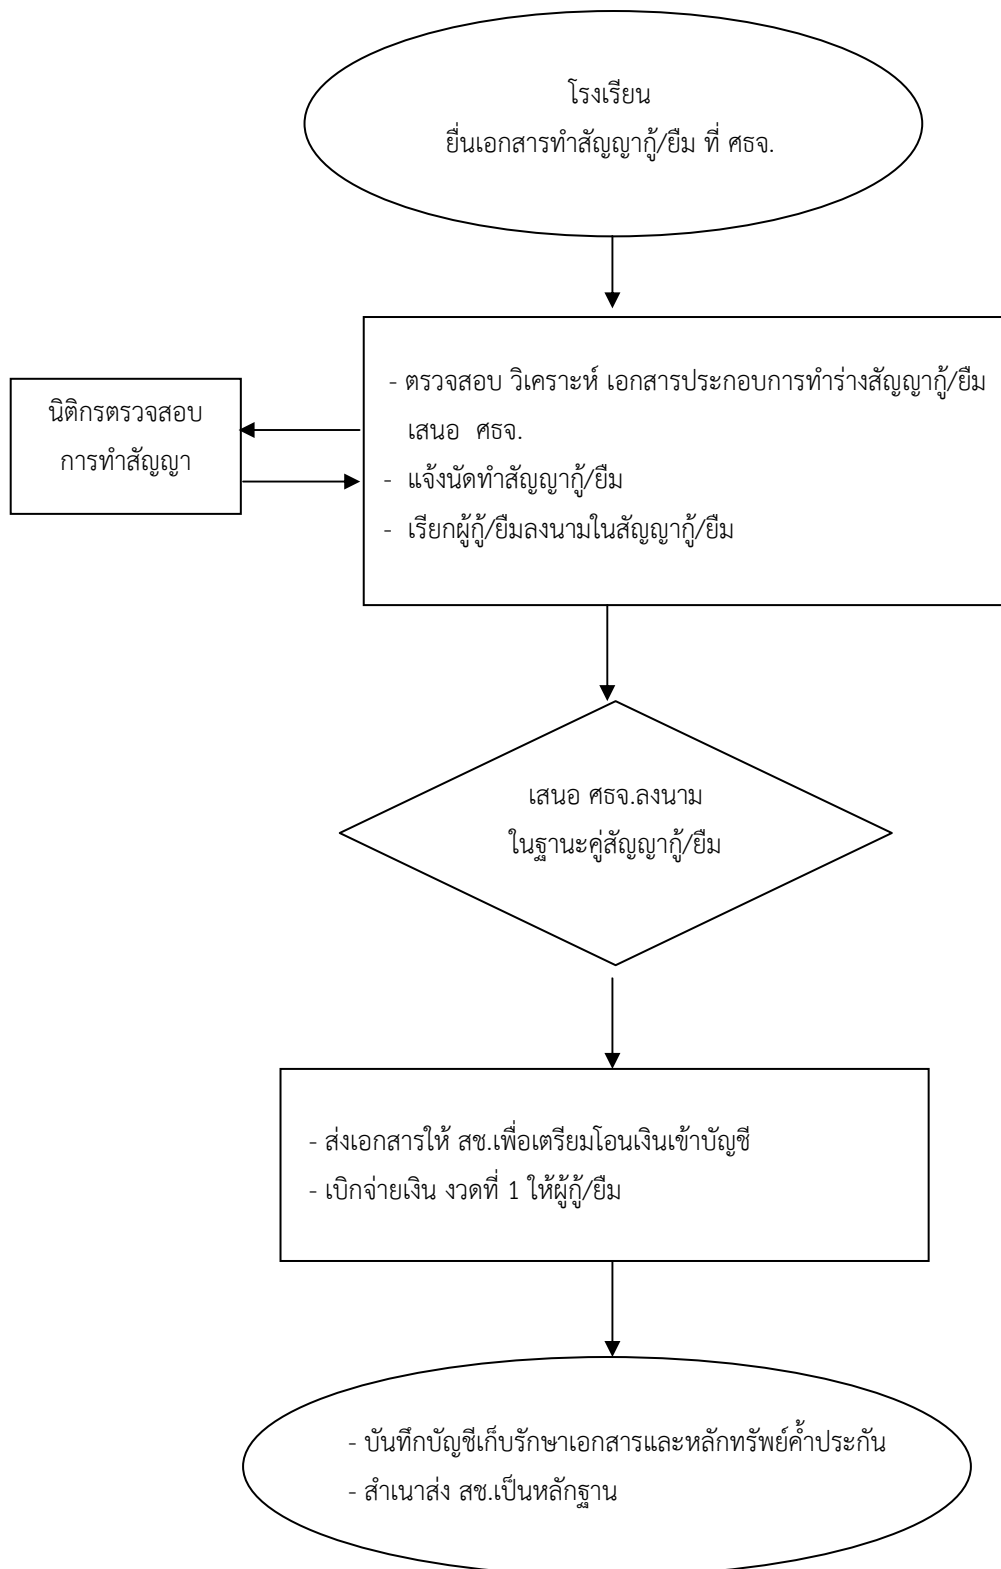 โรงเรียน
ยื่นเอกสารทำสัญญากู้/ยืม ที่ ศธจ.
- ตรวจสอบ วิเคราะห์ เอกสารประกอบการทำร่างสัญญากู้/ยืม
เสนอ ศธจ.
- แจ้งนัดทำสัญญากู้/ยืม
- เรียกผู้กู้/ยืมลงนามในสัญญากู้/ยืม
นิติกรตรวจสอบ
การทำสัญญา
เสนอ ศธจ.ลงนาม
ในฐานะคู่สัญญากู้/ยืม
- ส่งเอกสารให้ สช.เพื่อเตรียมโอนเงินเข้าบัญชี
- เบิกจ่ายเงิน งวดที่ 1 ให้ผู้กู้/ยืม
- บันทึกบัญชีเก็บรักษาเอกสารและหลักทรัพย์ค้ำประกัน
- สำเนาส่ง สช.เป็นหลักฐาน